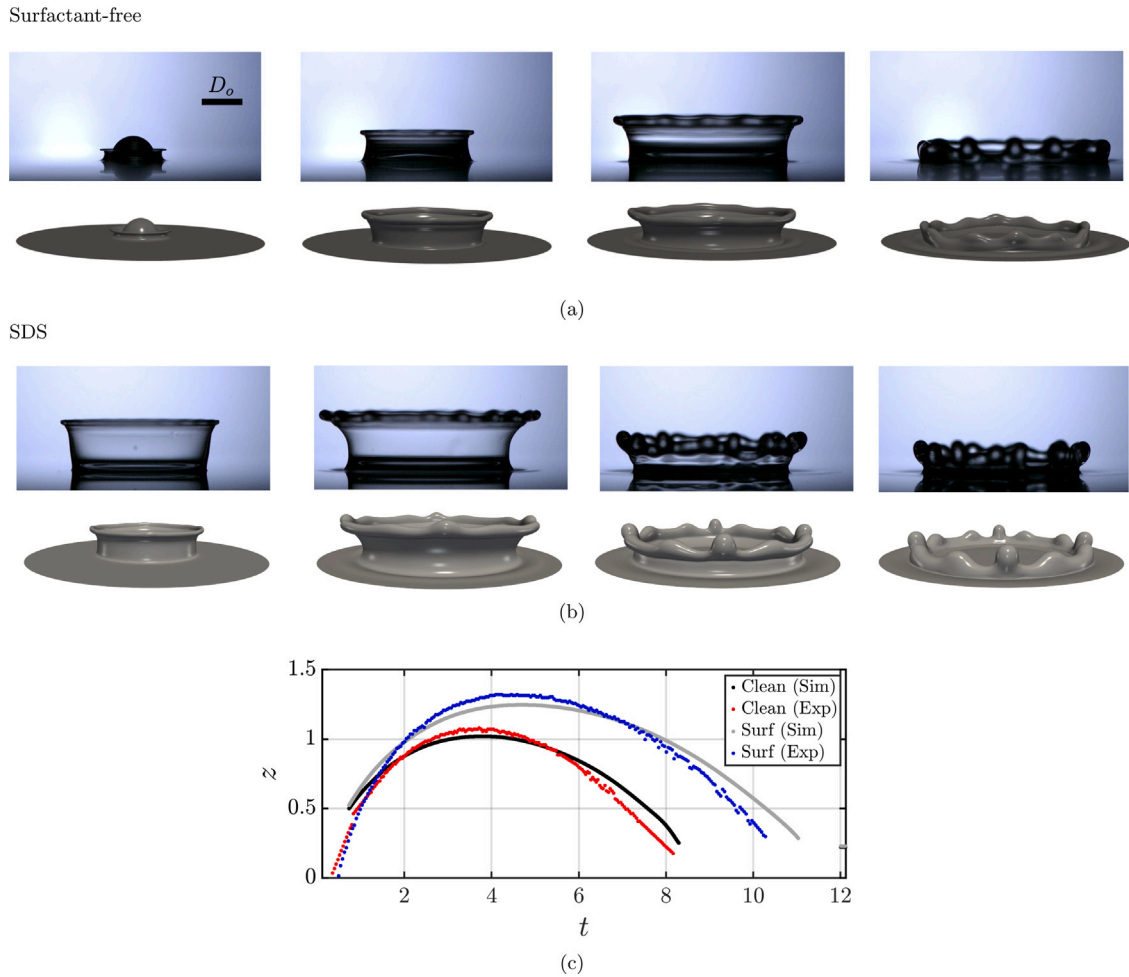 Surfactant-free
D_o
(a)
SDS
(b)
1.5
1
0.5
0
z
Clean (Sim)
Clean (Exp)
Surf (Sim)
Surf (Exp)
2
4
6
8
10
12
t
(c)